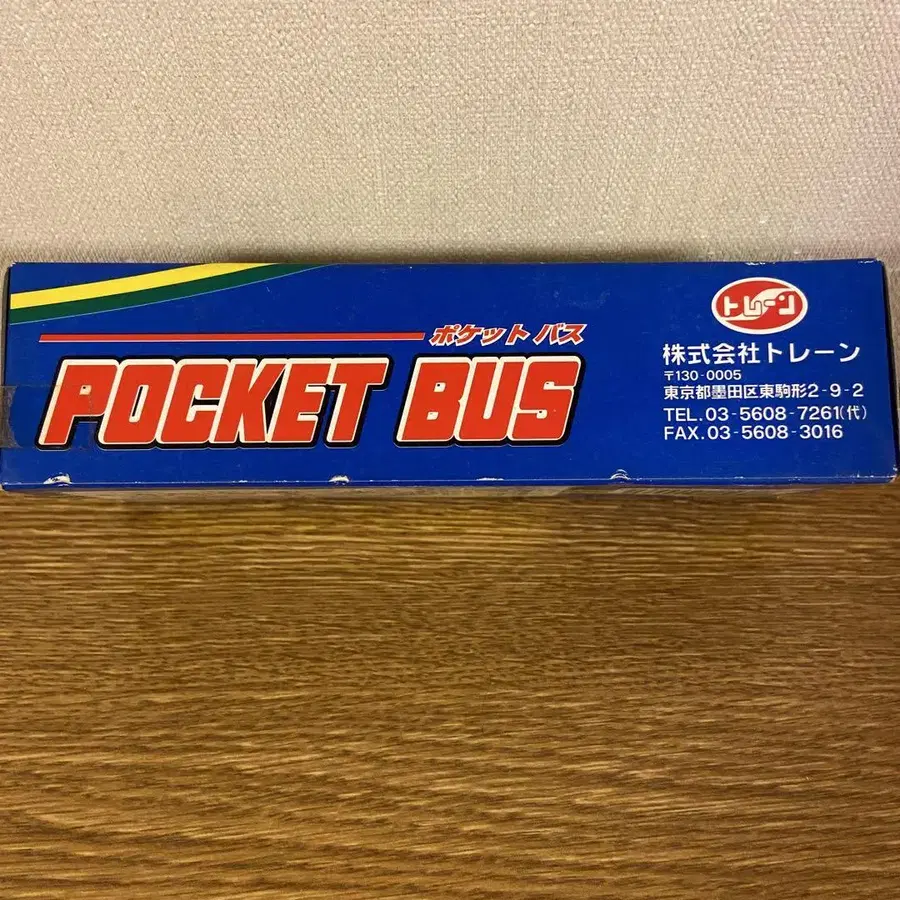 ポケット バス
POCKET BUS
トレーン
株式会社トレーン
〒130-0005
東京都墨田区東駒形2-9-2
TEL.03-5608-7261(代)
FAX.03-5608-3016